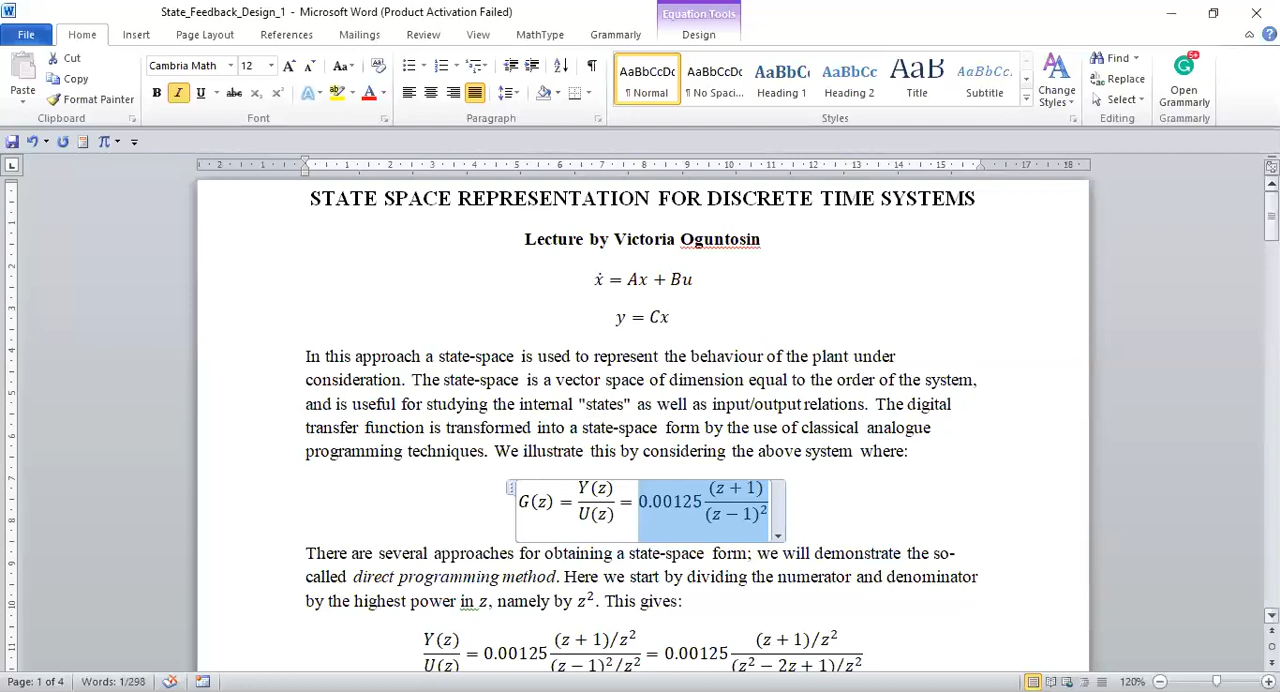 State_Feedback_Design_1 - Microsoft Word (Product Activation Failed)
Equation Tools
File Home Insert Page Layout References Mailings Review View MathType Grammarly Design
Paste
Cut
Copy
Format Painter
Clipboard
Cambria Math 12
Font
Paragraph
AaBbCcDc AaBbCcDc AaBbCc AaBbCc AaB AaBbCc.
¶ Normal ¶ No Spaci... Heading 1 Heading 2 Title Subtitle
Styles
Change Styles
Find
Replace
Select
Editing
Open Grammarly
Grammarly
STATE SPACE REPRESENTATION FOR DISCRETE TIME SYSTEMS
Lecture by Victoria Oguntosin
ẋ = Ax + Bu
y = Cx
In this approach a state-space is used to represent the behaviour of the plant under
consideration. The state-space is a vector space of dimension equal to the order of the system,
and is useful for studying the internal "states" as well as input/output relations. The digital
transfer function is transformed into a state-space form by the use of classical analogue
programming techniques. We illustrate this by considering the above system where:
G(z) = Y(z)/U(z) = 0.00125 (z + 1)/(z − 1)²
There are several approaches for obtaining a state-space form; we will demonstrate the so-
called direct programming method. Here we start by dividing the numerator and denominator
by the highest power in z, namely by z². This gives:
Y(z)/U(z) = 0.00125 (z + 1)/z² / (z − 1)²/z² = 0.00125 (z + 1)/z² / (z² − 2z + 1)/z²
Page: 1 of 4 Words: 1/298 120%